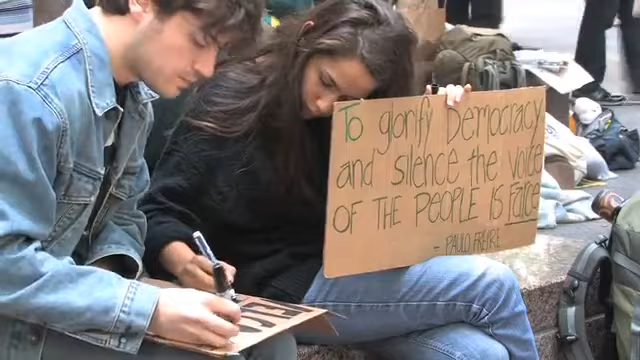 To glorify Democracy
and silence the voice
OF THE PEOPLE IS Farce
- PAULO FREIRE